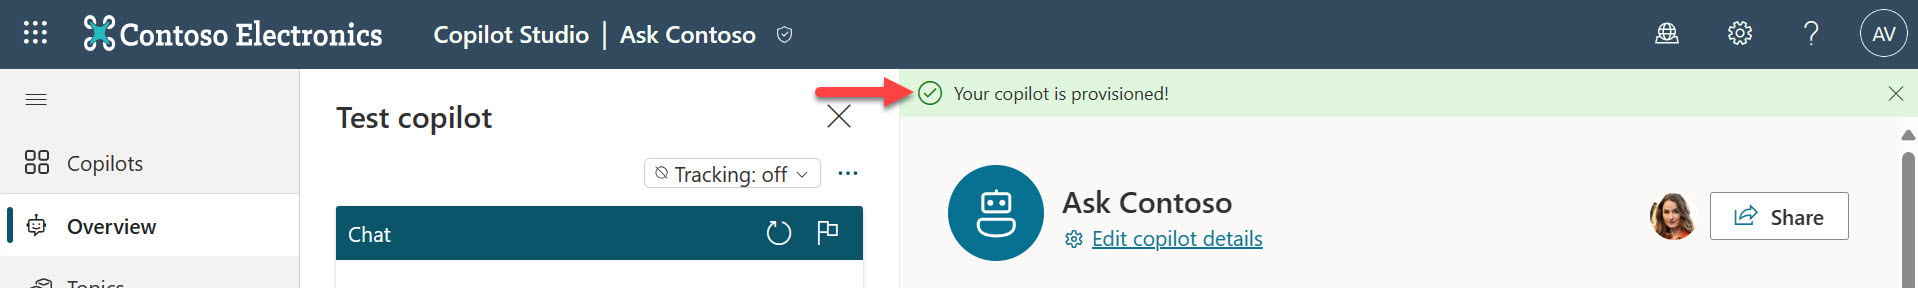 Contoso Electronics
Copilot Studio | Ask Contoso
?
AV
Copilots
Overview
Topics
Test copilot
Tracking: off
Chat
Your copilot is provisioned!
Ask Contoso
Edit copilot details
Share